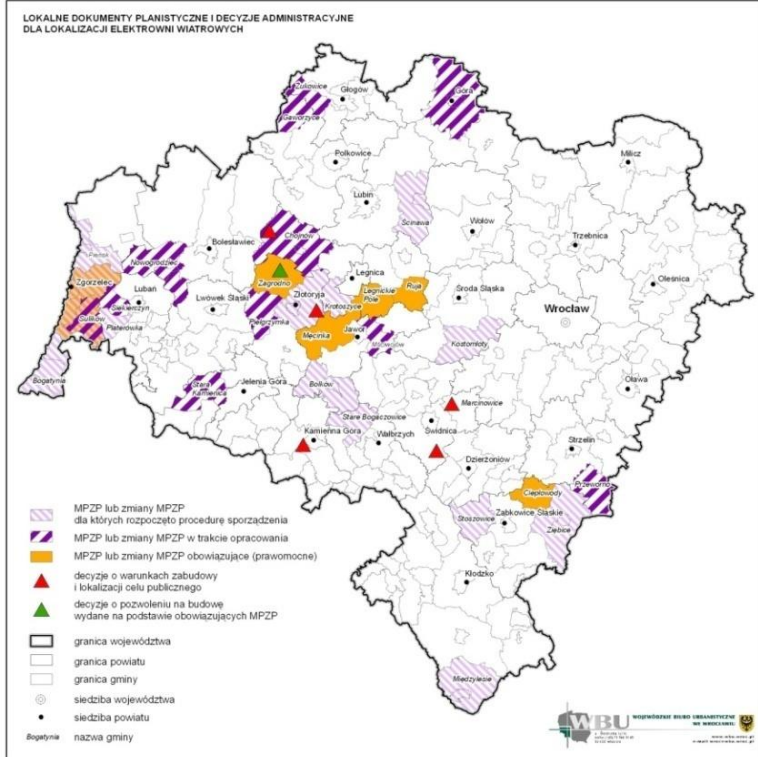 LOKALNE DOKUMENTY PLANISTYCZNE I DECYZJE ADMINISTRACYJNE
DLA LOKALIZACJI ELEKTROWNI WIATROWYCH
Żukowice
Głogów
Góra
Gaworzyce
Polkowice
Milicz
Lubin
Ścinawa
Wołów
Trzebnica
Chojnów
Bolesławiec
Pieńsk
Nowogrodziec
Legnica
Oleśnica
Zgorzelec
Zagrodno
Złotoryja
Legnickie
Pole
Ruja
Lubań
Siekierczyn
Lwówek Śląski
Krotoszyce
Środa Śląska
Wrocław
Sulików
Platerówka
Pielgrzymka
Męcinka
Jawor
Mściwojów
Kostomłoty
Bogatynia
Stara
Kamienica
Jelenia Góra
Bolków
Oława
Marcinowice
Stare Bogaczowice
Kamienna Góra
Wałbrzych
Świdnica
Strzelin
Dzierżoniów
Ciepłowody
Przeworno
Stoszowice
Ząbkowice Śląskie
Ziębice
Kłodzko
Międzylesie
MPZP lub zmiany MPZP
dla których rozpoczęto procedurę sporządzenia
MPZP lub zmiany MPZP w trakcie opracowania
MPZP lub zmiany MPZP obowiązujące (prawomocne)
decyzje o warunkach zabudowy
i lokalizacji celu publicznego
decyzje o pozwoleniu na budowę
wydane na podstawie obowiązujących MPZP
granica województwa
granica powiatu
granica gminy
siedziba województwa
siedziba powiatu
Bogatynia nazwa gminy
WBU
WOJEWÓDZKIE BIURO URBANISTYCZNE
WE WROCŁAWIU